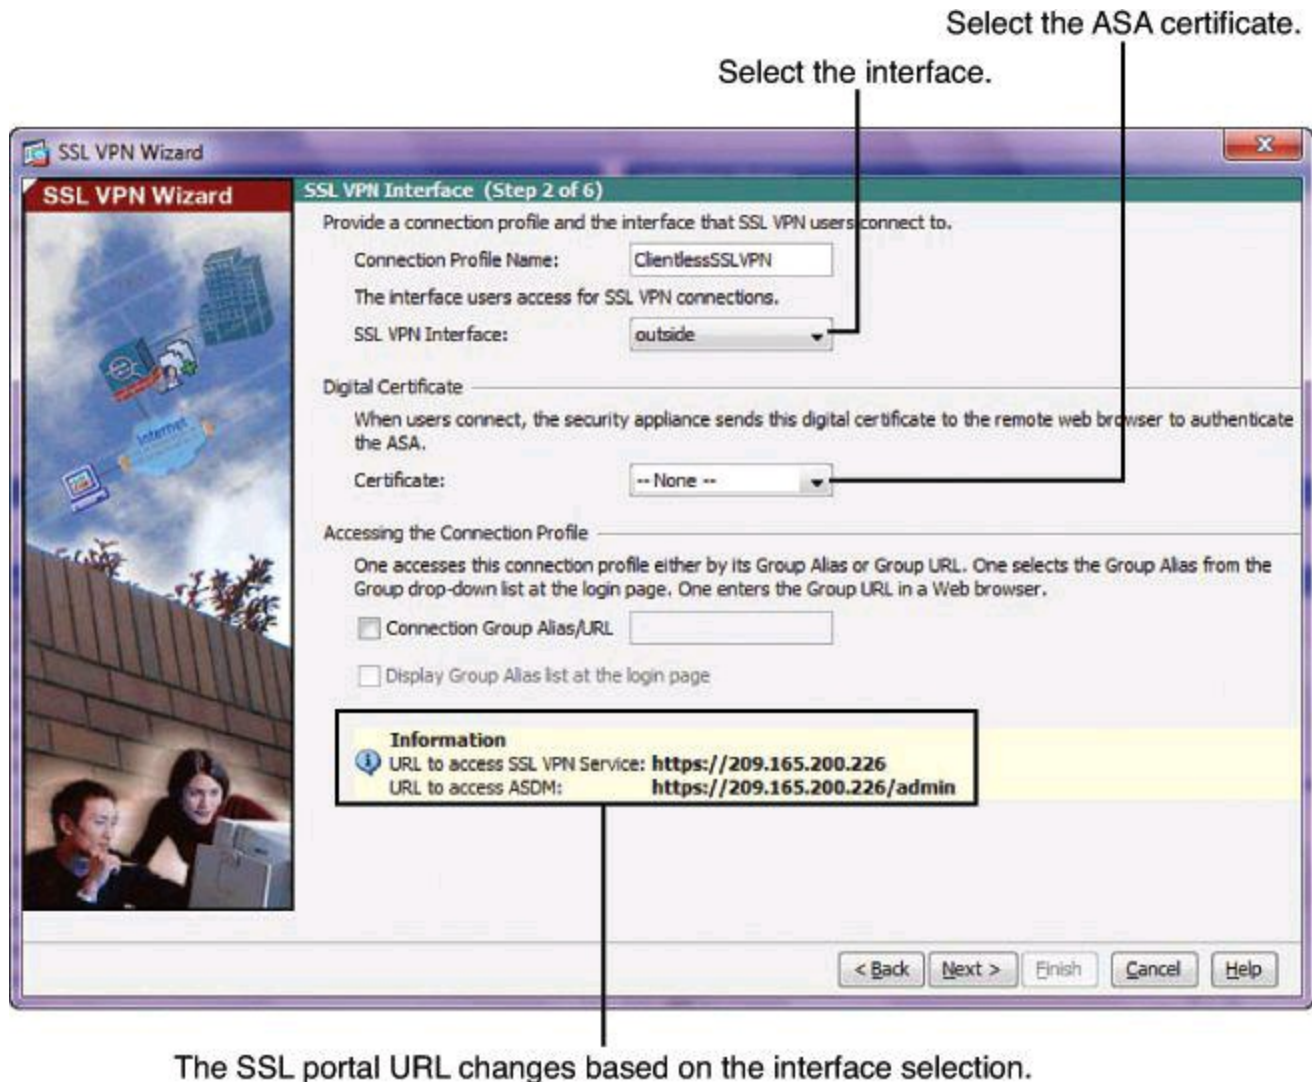 Select the ASA certificate.
Select the interface.
SSL VPN Wizard
SSL VPN Wizard
SSL VPN Interface (Step 2 of 6)
Provide a connection profile and the interface that SSL VPN users connect to.
Connection Profile Name: ClientlessSSLVPN
The interface users access for SSL VPN connections.
SSL VPN Interface: outside
Digital Certificate
When users connect, the security appliance sends this digital certificate to the remote web browser to authenticate
the ASA.
Certificate: -- None --
Accessing the Connection Profile
One accesses this connection profile either by its Group Alias or Group URL. One selects the Group Alias from the
Group drop-down list at the login page. One enters the Group URL in a Web browser.
Connection Group Alias/URL
Display Group Alias list at the login page
Information
URL to access SSL VPN Service: https://209.165.200.226
URL to access ASDM: https://209.165.200.226/admin
Internet
< Back Next > Finish Cancel Help
The SSL portal URL changes based on the interface selection.